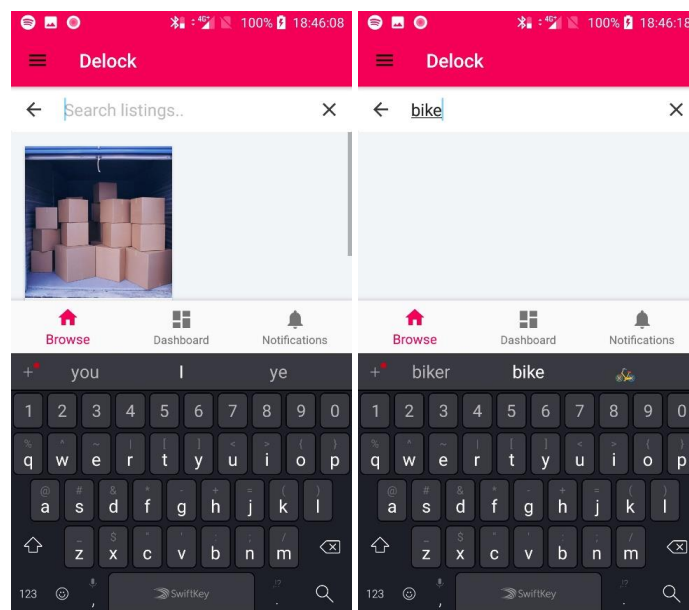 100% 18:46:08
Delock
Search listings..
Browse
Dashboard
Notifications
you
I
ye
1 2 3 4 5 6 7 8 9 0
% ^ ~ | [ ] < > { }
q w e r t y u i o p
@ # & * - + = ( )
a s d f g h j k l
_ $ " ' : ; /
z x c v b n m
123
SwiftKey
,
!?
.
100% 18:46:18
Delock
bike
Browse
Dashboard
Notifications
biker
bike
1 2 3 4 5 6 7 8 9 0
% ^ ~ | [ ] < > { }
q w e r t y u i o p
@ # & * - + = ( )
a s d f g h j k l
_ $ " ' : ; /
z x c v b n m
123
SwiftKey
,
!?
.